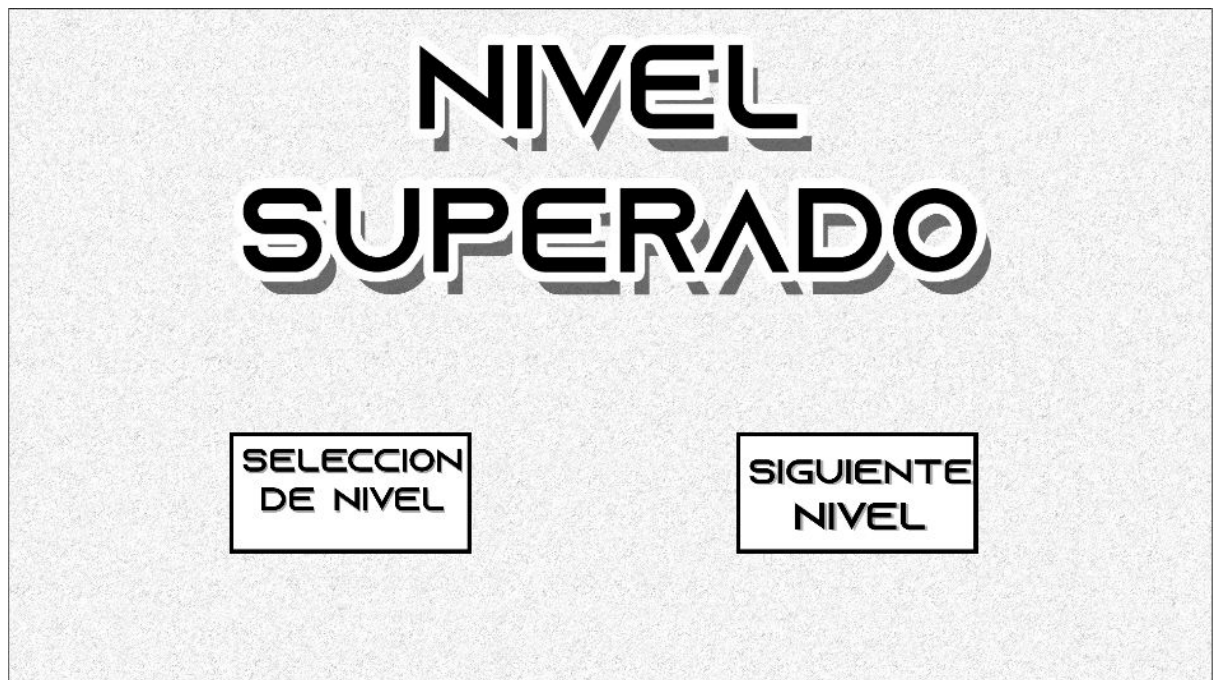 NIVEL
SUPERADO
SELECCION
DE NIVEL
SIGUIENTE
NIVEL